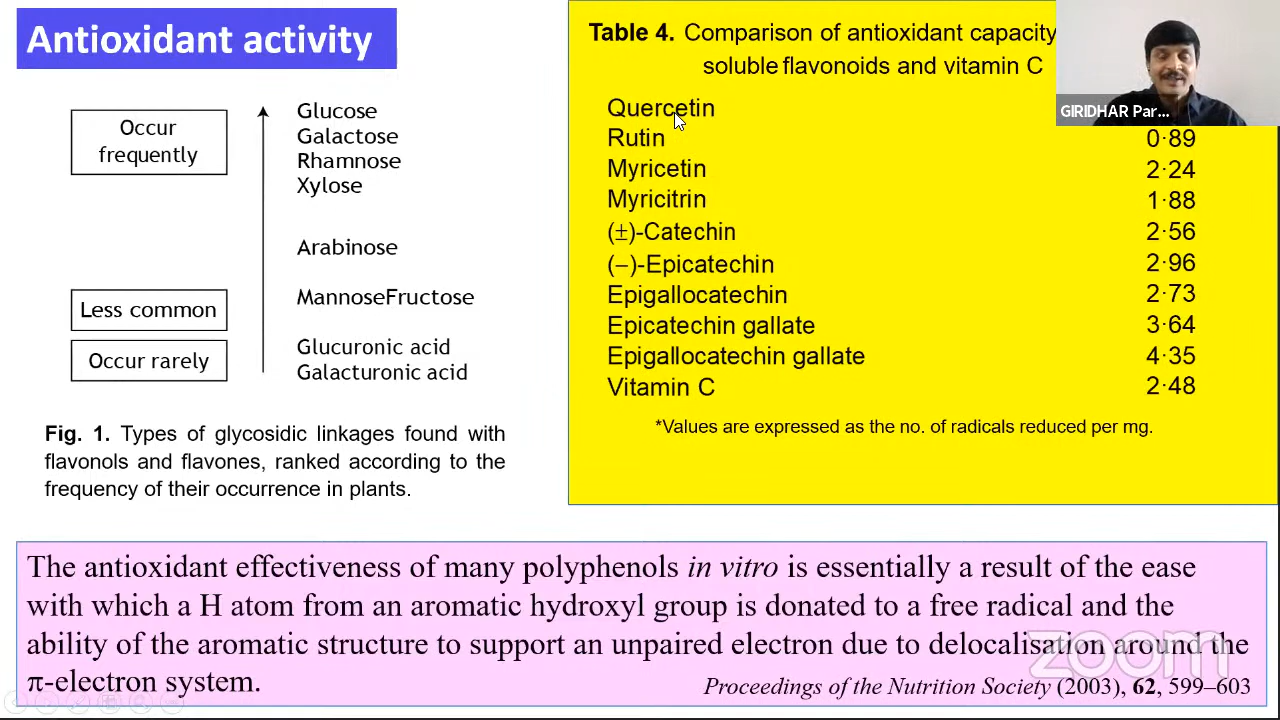 Antioxidant activity
Occur
frequently
Less common
Occur rarely
Glucose
Galactose
Rhamnose
Xylose
Arabinose
MannoseFructose
Glucuronic acid
Galacturonic acid
Fig. 1. Types of glycosidic linkages found with
flavonols and flavones, ranked according to the
frequency of their occurrence in plants.
Table 4. Comparison of antioxidant capacity
soluble flavonoids and vitamin C
GIRIDHAR Par...
Quercetin
Rutin 0·89
Myricetin 2·24
Myricitrin 1·88
(±)-Catechin 2·56
(–)-Epicatechin 2·96
Epigallocatechin 2·73
Epicatechin gallate 3·64
Epigallocatechin gallate 4·35
Vitamin C 2·48
*Values are expressed as the no. of radicals reduced per mg.
The antioxidant effectiveness of many polyphenols in vitro is essentially a result of the ease
with which a H atom from an aromatic hydroxyl group is donated to a free radical and the
ability of the aromatic structure to support an unpaired electron due to delocalisation around the
π-electron system.
Proceedings of the Nutrition Society (2003), 62, 599–603
zoom